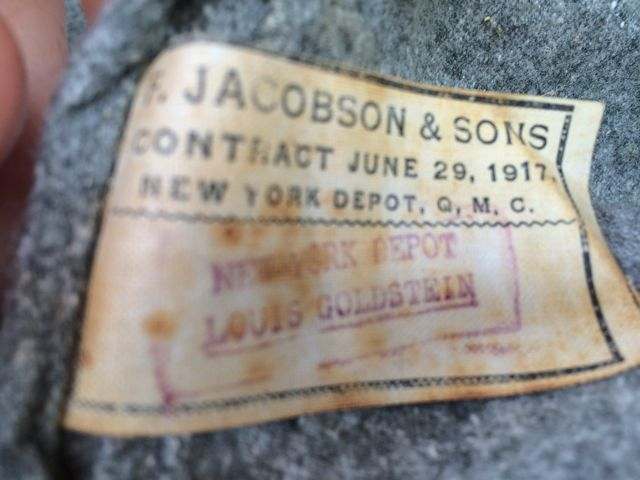 F. JACOBSON & SONS
CONTRACT JUNE 29, 1917.
NEW YORK DEPOT, Q, M, C.
NEW YORK DEPOT
LOUIS GOLDSTEIN